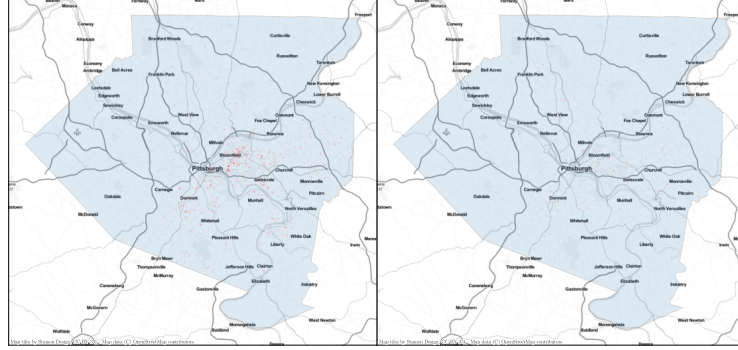 Monaca
Fernway
Mars
Freeport
Conway
Aliquippa
Bradford Woods
Curtisville
Russellton
Economy
Ambridge
Bell Acres
Tarentum
Franklin Park
New Kensington
Leetsdale
Lower Burrell
Edgeworth
Cheswick
Sewickley
Coraopolis
Emsworth
West View
Oakmont
Fox Chapel
Bellevue
Blawnox
Millvale
Bloomfield
Pittsburgh
Churchill
Swissvale
Monroeville
Carnegie
Pitcairn
Oakdale
Dormont
Munhall
North Versailles
McDonald
Whitehall
White Oak
Pleasant Hills
Liberty
Irwin
Bryn Mawr
Thompsonville
Jefferson Hills
Clairton
McMurray
Elizabeth
Canonsburg
Gastonville
Industry
McGovern
Monongahela
West Newton
Wolfdale
Baidland
Map tiles by Stamen Design, CC BY 3.0 -- Map data (C) OpenStreetMap contributors
Monaca
Fernway
Mars
Freeport
Conway
Aliquippa
Bradford Woods
Curtisville
Russellton
Economy
Ambridge
Bell Acres
Tarentum
Franklin Park
New Kensington
Leetsdale
Lower Burrell
Edgeworth
Cheswick
Sewickley
Coraopolis
Emsworth
West View
Oakmont
Fox Chapel
Bellevue
Blawnox
Millvale
Bloomfield
Pittsburgh
Churchill
Swissvale
Monroeville
Carnegie
Pitcairn
Oakdale
Dormont
Munhall
North Versailles
McDonald
Whitehall
White Oak
Pleasant Hills
Liberty
Irwin
Bryn Mawr
Thompsonville
Jefferson Hills
Clairton
McMurray
Elizabeth
Canonsburg
Gastonville
Industry
McGovern
Monongahela
West Newton
Wolfdale
Baidland
Map tiles by Stamen Design, CC BY 3.0 -- Map data (C) OpenStreetMap contributors